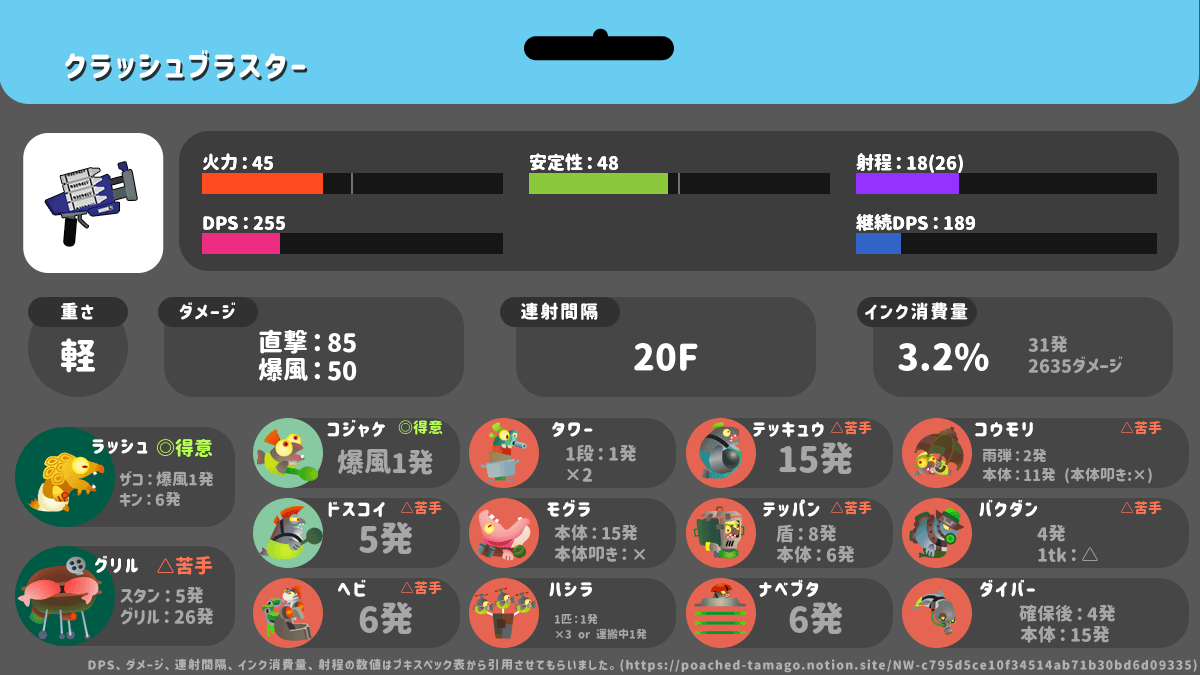 クラッシュブラスター
火力：45
安定性：48
射程：18(26)
DPS：255
継続DPS：189
重さ
軽
ダメージ
直撃：85
爆風：50
連射間隔
20F
インク消費量
3.2%
31発
2635ダメージ
ラッシュ ◎得意
ザコ：爆風1発
キン：6発
グリル △苦手
スタン：5発
グリル：26発
コジャケ ◎得意
爆風1発
タワー
1段：1発
×2
テッキュウ △苦手
15発
コウモリ △苦手
雨弾：2発
本体：11発 (本体叩き:×)
ドスコイ △苦手
5発
モグラ
本体：15発
本体叩き：×
テッパン △苦手
盾：8発
本体：6発
バクダン △苦手
4発
1tk：△
ヘビ △苦手
6発
ハシラ
1匹：1発
×3 or 運搬中1発
ナベブタ
6発
ダイバー
確保後：4発
本体：15発
DPS、ダメージ、連射間隔、インク消費量、射程の数値はブキスペック表から引用させてもらいました。(https://poached-tamago.notion.site/NW-c795d5ce10f34514ab71b30bd6d09335)